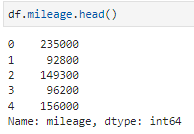 df.mileage.head()
0    235000
1     92800
2    149300
3     96200
4    156000
Name: mileage, dtype: int64